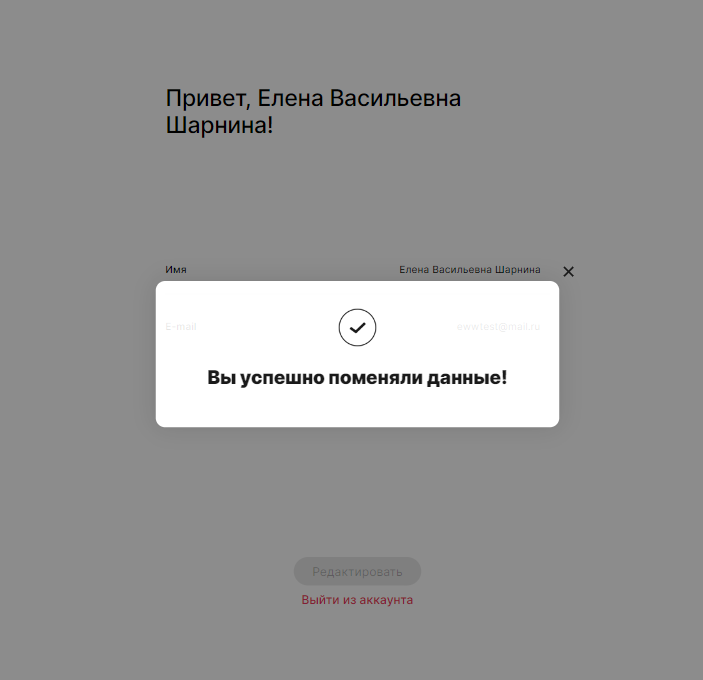 Привет, Елена Васильевна
Шарнина!
Имя
Елена Васильевна Шарнина
E-mail
ewwtest@mail.ru
Вы успешно поменяли данные!
Редактировать
Выйти из аккаунта